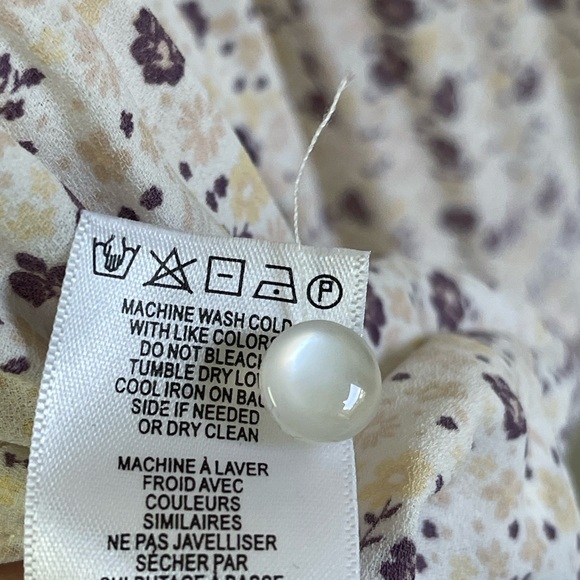 P
MACHINE WASH COLD
WITH LIKE COLORS
DO NOT BLEACH
TUMBLE DRY
COOL IRON ON
SIDE IF NEEDED
OR DRY CLEAN
MACHINE À LAVER
FROID AVEC
COULEURS
SIMILAIRES
NE PAS JAVELLISER
SÉCHER PAR